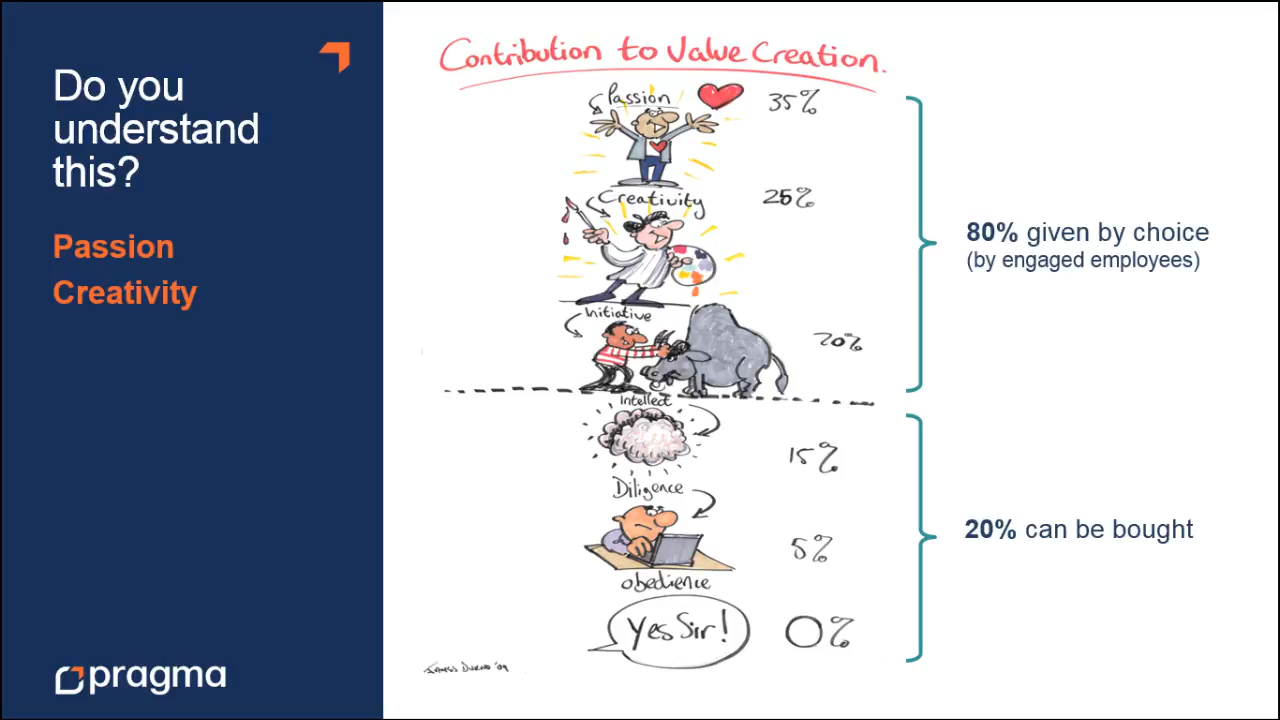 Do you
understand
this?
Passion
Creativity
pragma
Contribution to Value Creation.
Passion
35%
Creativity
25%
Initiative
20%
Intellect
15%
Diligence
5%
obedience
Yes Sir!
0%
80% given by choice
(by engaged employees)
20% can be bought